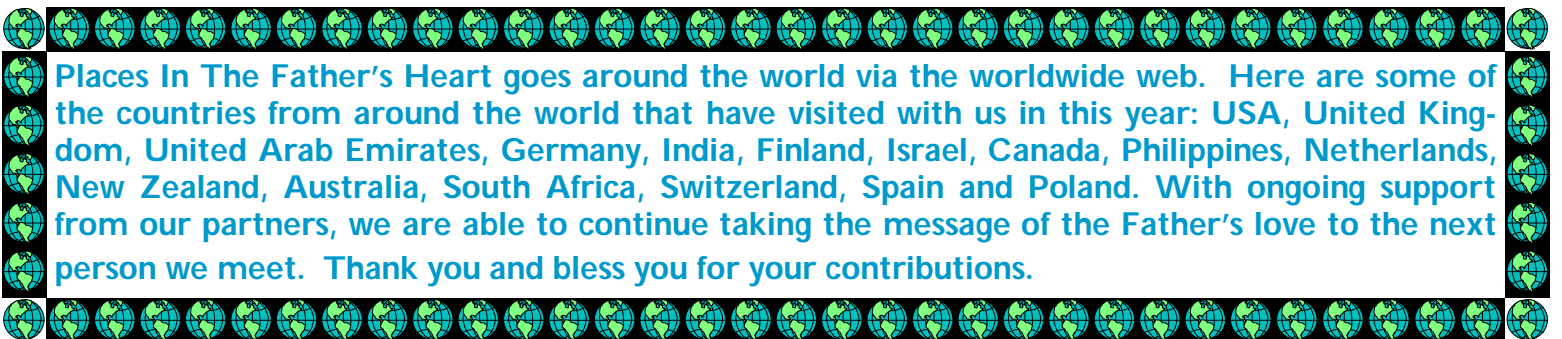 Places In The Father's Heart goes around the world via the worldwide web.  Here are some of
the countries from around the world that have visited with us in this year: USA, United King-
dom, United Arab Emirates, Germany, India, Finland, Israel, Canada, Philippines, Netherlands,
New Zealand, Australia, South Africa, Switzerland, Spain and Poland. With ongoing support
from our partners, we are able to continue taking the message of the Father's love to the next
person we meet.  Thank you and bless you for your contributions.